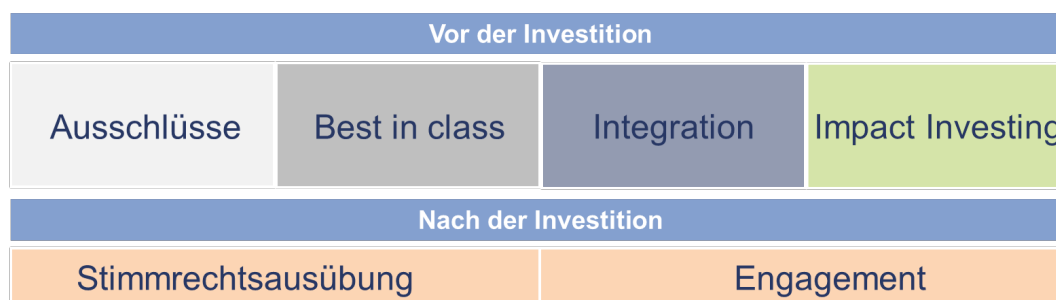 Vor der Investition
Ausschlüsse
Best in class
Integration
Impact Investing
Nach der Investition
Stimmrechtsausübung
Engagement